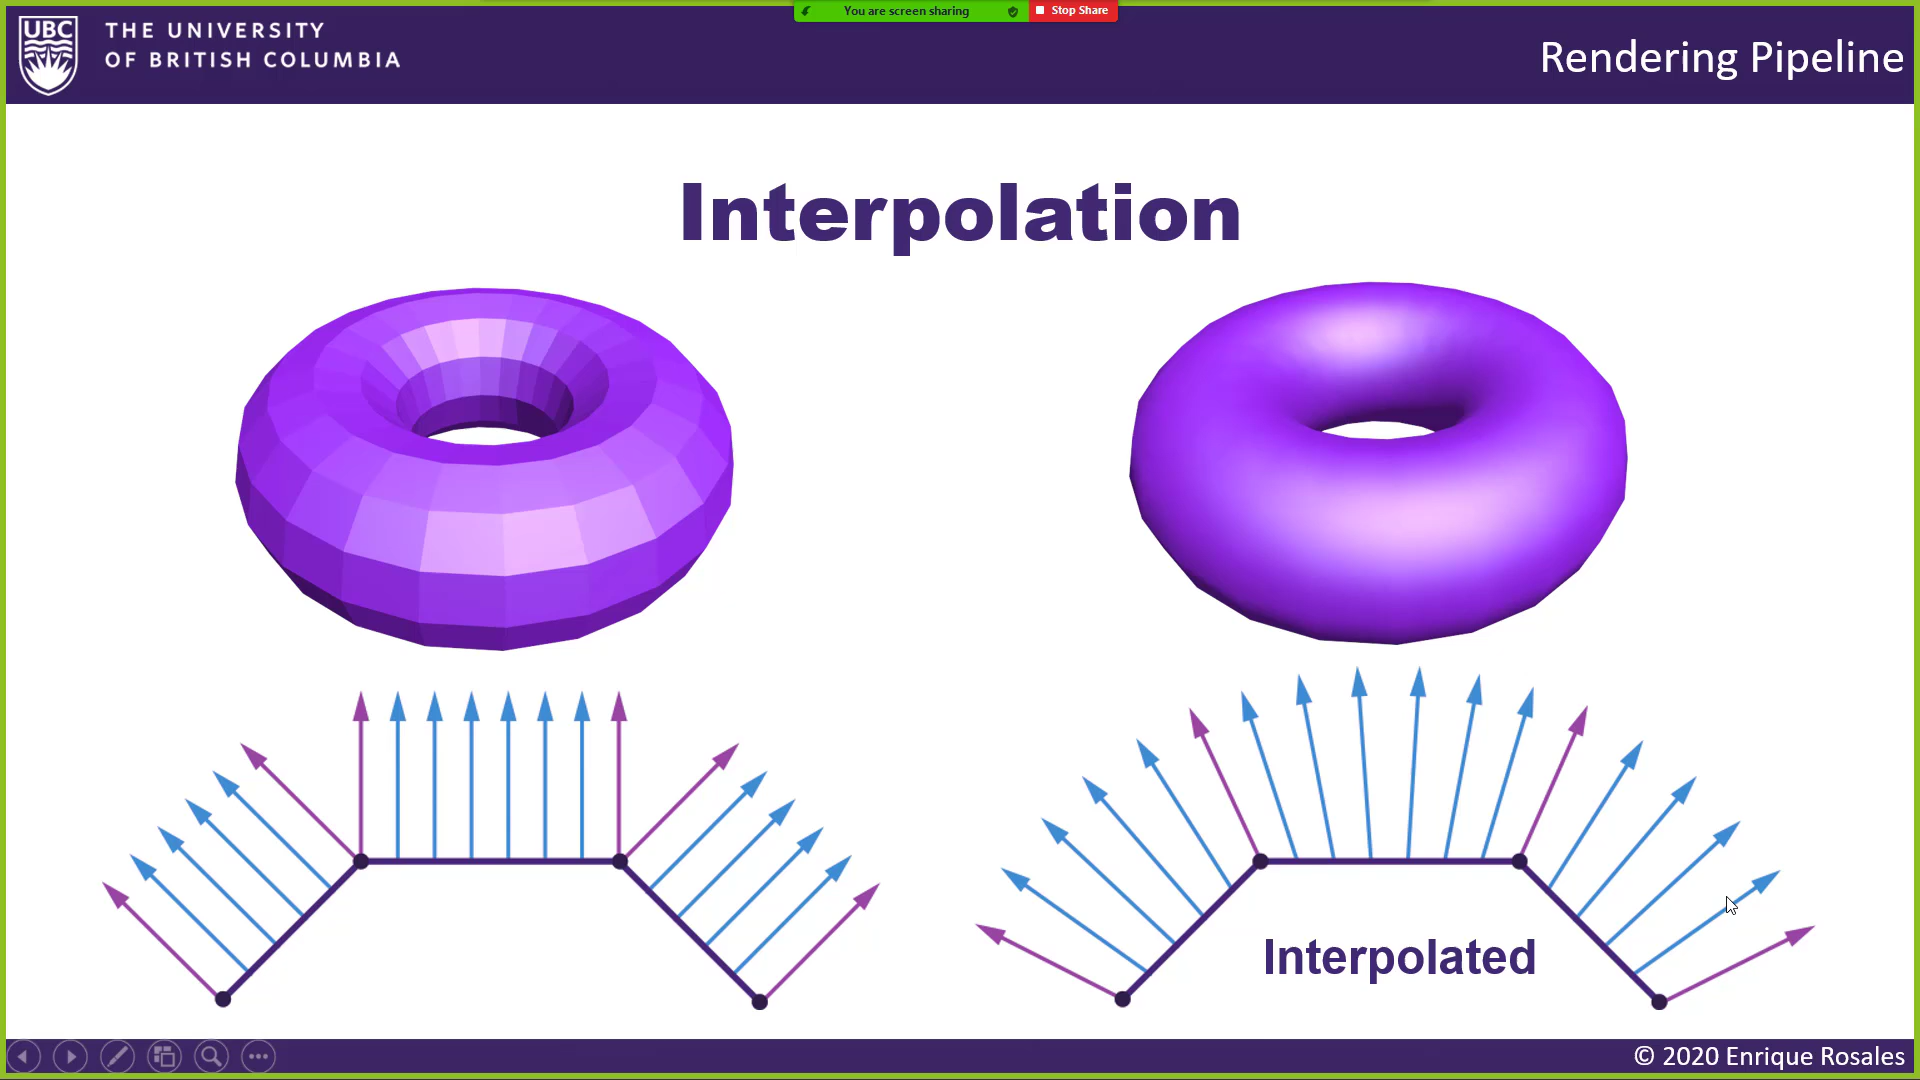 You are screen sharing
Stop Share
UBC
THE UNIVERSITY
OF BRITISH COLUMBIA
Rendering Pipeline
Interpolation
Interpolated
© 2020 Enrique Rosales